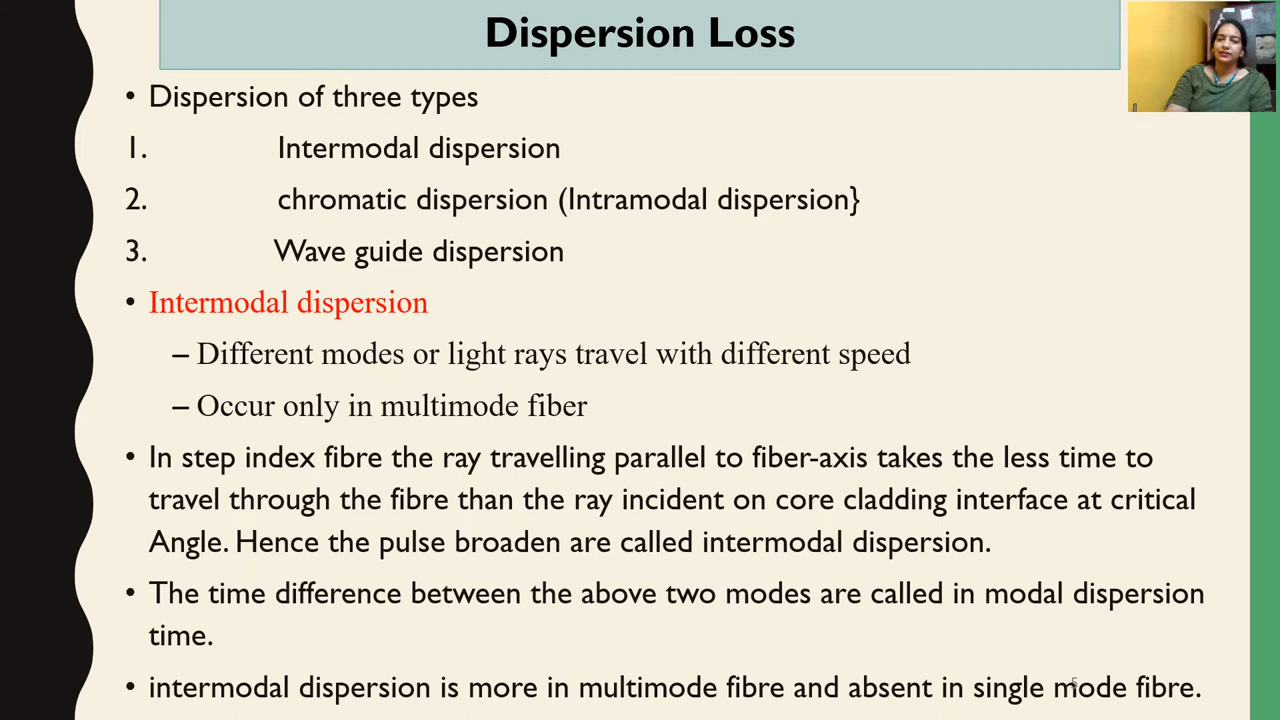 Dispersion Loss
• Dispersion of three types
1. Intermodal dispersion
2. chromatic dispersion (Intramodal dispersion}
3. Wave guide dispersion
• Intermodal dispersion
– Different modes or light rays travel with different speed
– Occur only in multimode fiber
• In step index fibre the ray travelling parallel to fiber-axis takes the less time to
travel through the fibre than the ray incident on core cladding interface at critical
Angle. Hence the pulse broaden are called intermodal dispersion.
• The time difference between the above two modes are called in modal dispersion
time.
• intermodal dispersion is more in multimode fibre and absent in single mode fibre.
5